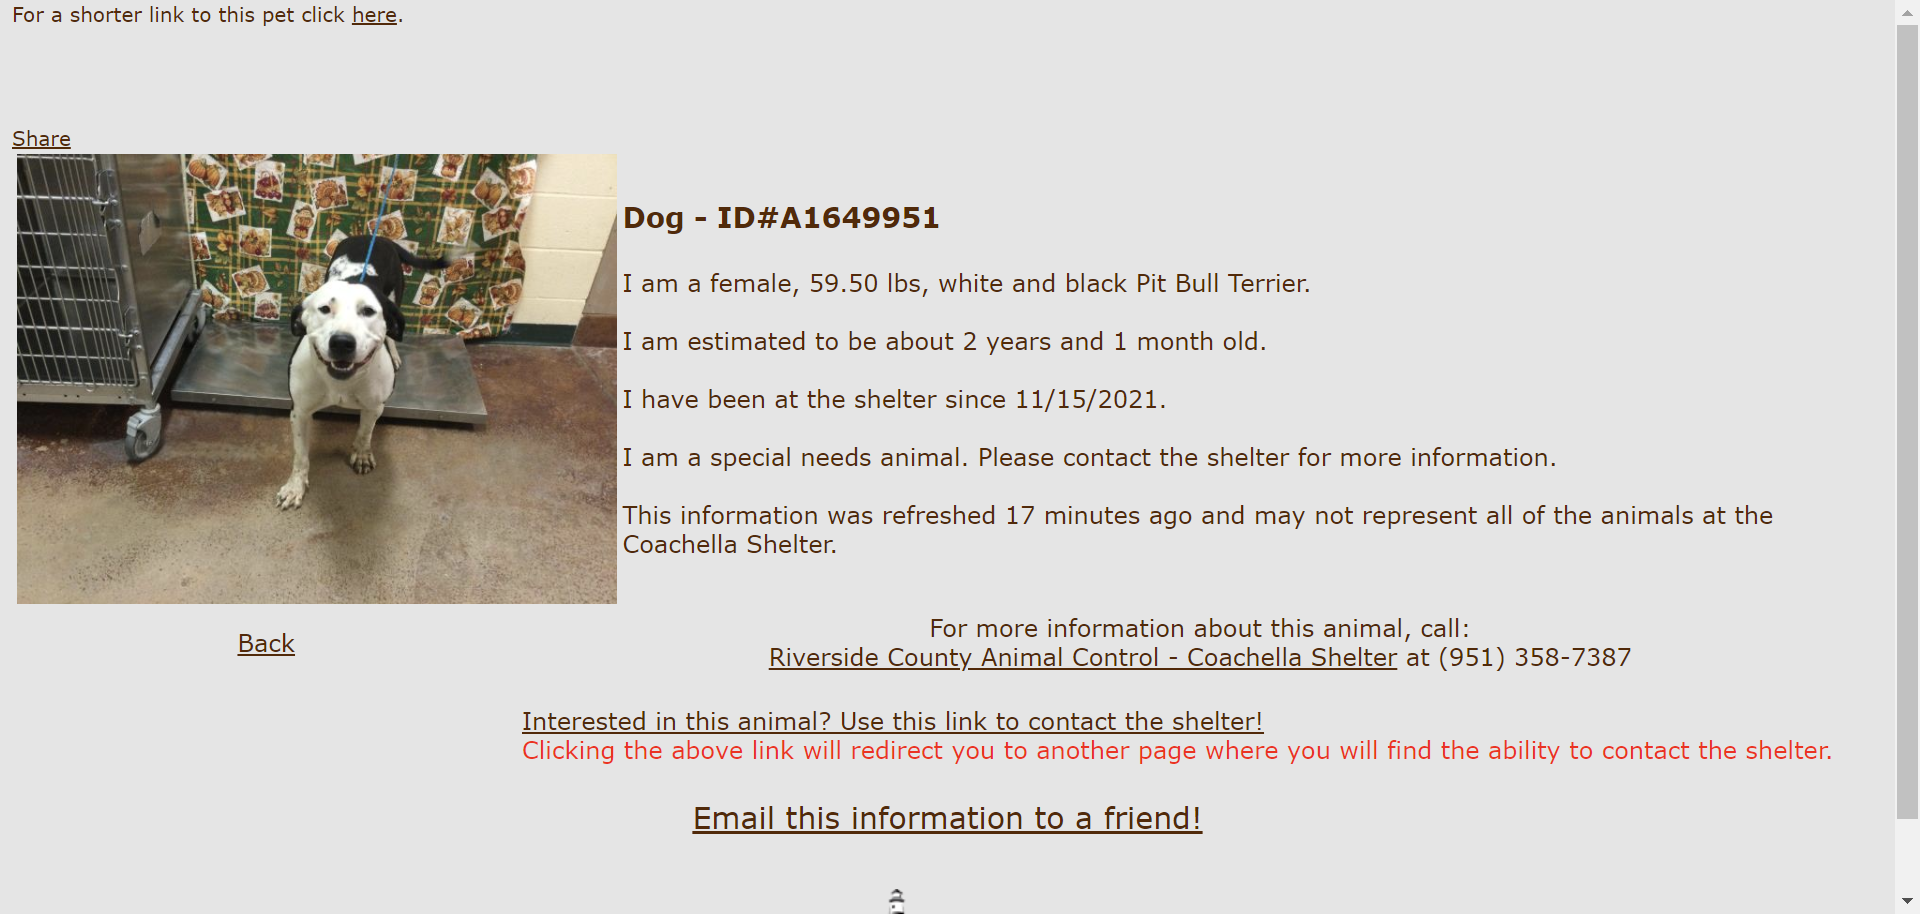 For a shorter link to this pet click here.
Share
Dog - ID#A1649951
I am a female, 59.50 lbs, white and black Pit Bull Terrier.
I am estimated to be about 2 years and 1 month old.
I have been at the shelter since 11/15/2021.
I am a special needs animal. Please contact the shelter for more information.
This information was refreshed 17 minutes ago and may not represent all of the animals at the
Coachella Shelter.
Back
For more information about this animal, call:
Riverside County Animal Control - Coachella Shelter at (951) 358-7387
Interested in this animal? Use this link to contact the shelter!
Clicking the above link will redirect you to another page where you will find the ability to contact the shelter.
Email this information to a friend!